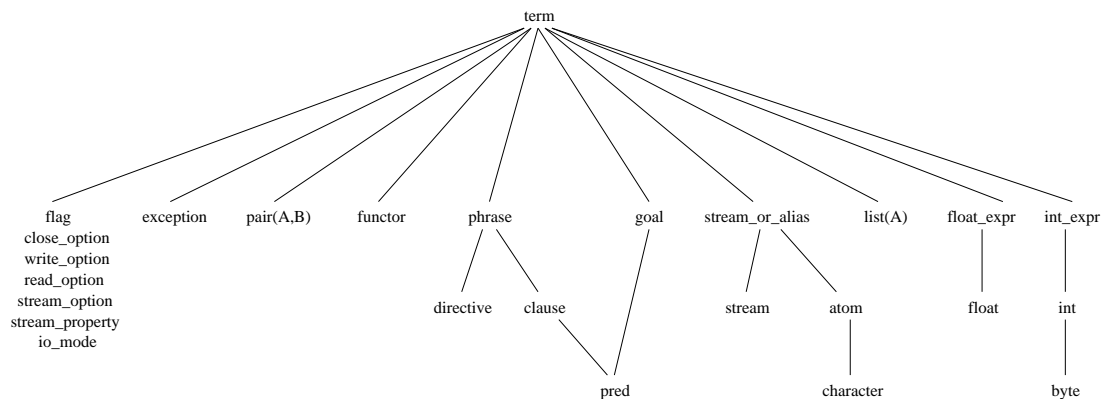 term
flag exception pair(A,B) functor phrase goal stream_or_alias list(A) float_expr int_expr
close_option
write_option
read_option
stream_option
stream_property
io_mode
directive clause stream atom float int
pred character byte